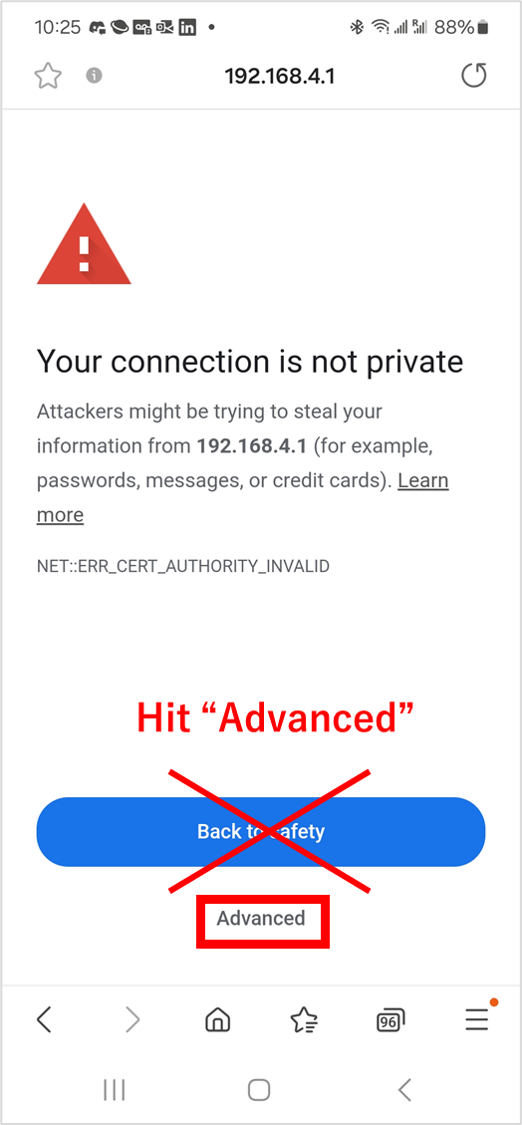 10:25 88%
192.168.4.1
Your connection is not private
Attackers might be trying to steal your
information from 192.168.4.1 (for example,
passwords, messages, or credit cards). Learn
more
NET::ERR_CERT_AUTHORITY_INVALID
Hit “Advanced”
Back to safety
Advanced
96